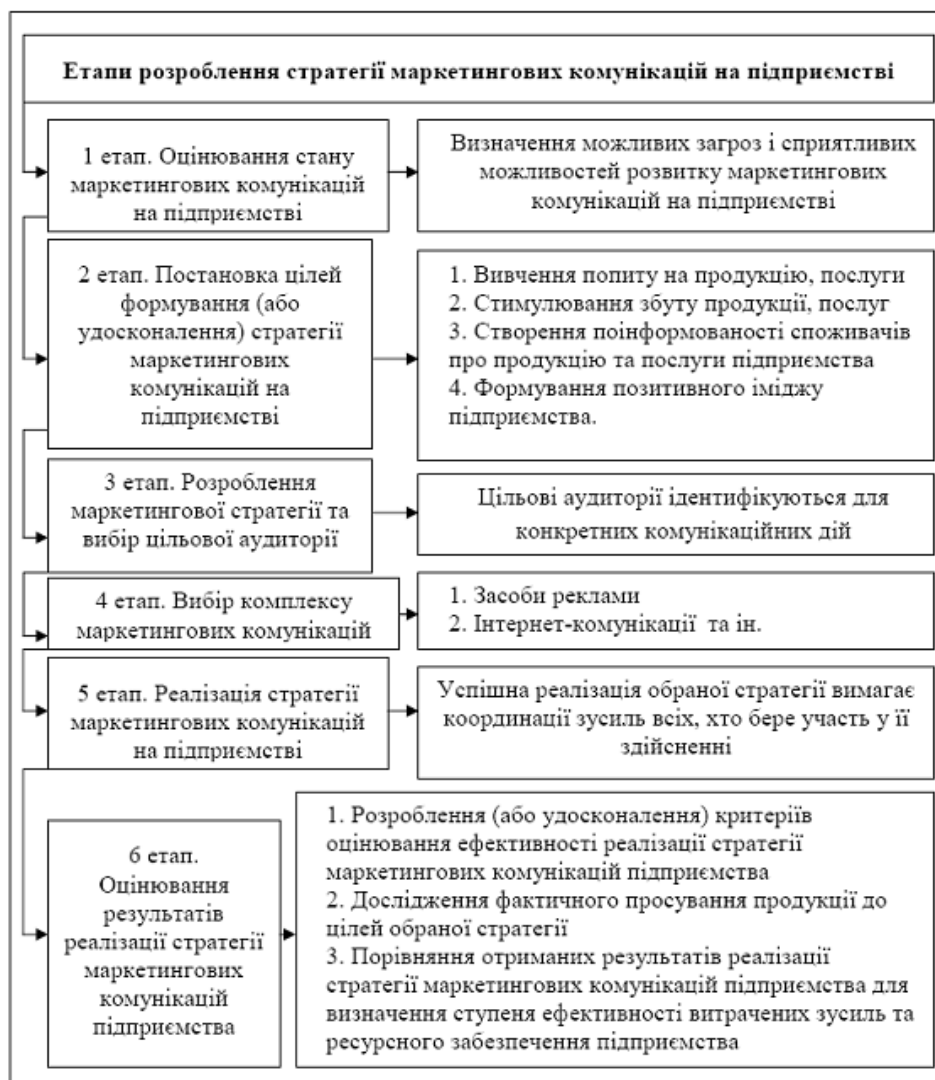 Етапи розроблення стратегії маркетингових комунікацій на підприємстві
1 етап. Оцінювання стану
маркетингових комунікацій
на підприємстві
Визначення можливих загроз і сприятливих
можливостей розвитку маркетингових
комунікацій на підприємстві
2 етап. Постановка цілей
формування (або
удосконалення) стратегії
маркетингових
комунікацій на
підприємстві
1. Вивчення попиту на продукцію, послуги
2. Стимулювання збуту продукції, послуг
3. Створення поінформованості споживачів
про продукцію та послуги підприємства
4. Формування позитивного іміджу
підприємства.
3 етап. Розроблення
маркетингової стратегії та
вибір цільової аудиторії
Цільові аудиторії ідентифікуються для
конкретних комунікаційних дій
4 етап. Вибір комплексу
маркетингових комунікацій
1. Засоби реклами
2. Інтернет-комунікації та ін.
5 етап. Реалізація стратегії
маркетингових комунікацій
на підприємстві
Успішна реалізація обраної стратегії вимагає
координації зусиль всіх, хто бере участь у її
здійсненні
6 етап.
Оцінювання
результатів
реалізації стратегії
маркетингових
комунікацій
підприємства
1. Розроблення (або удосконалення) критеріїв
оцінювання ефективності реалізації стратегії
маркетингових комунікацій підприємства
2. Дослідження фактичного просування продукції до
цілей обраної стратегії
3. Порівняння отриманих результатів реалізації
стратегії маркетингових комунікацій підприємства для
визначення ступеня ефективності витрачених зусиль та
ресурсного забезпечення підприємства